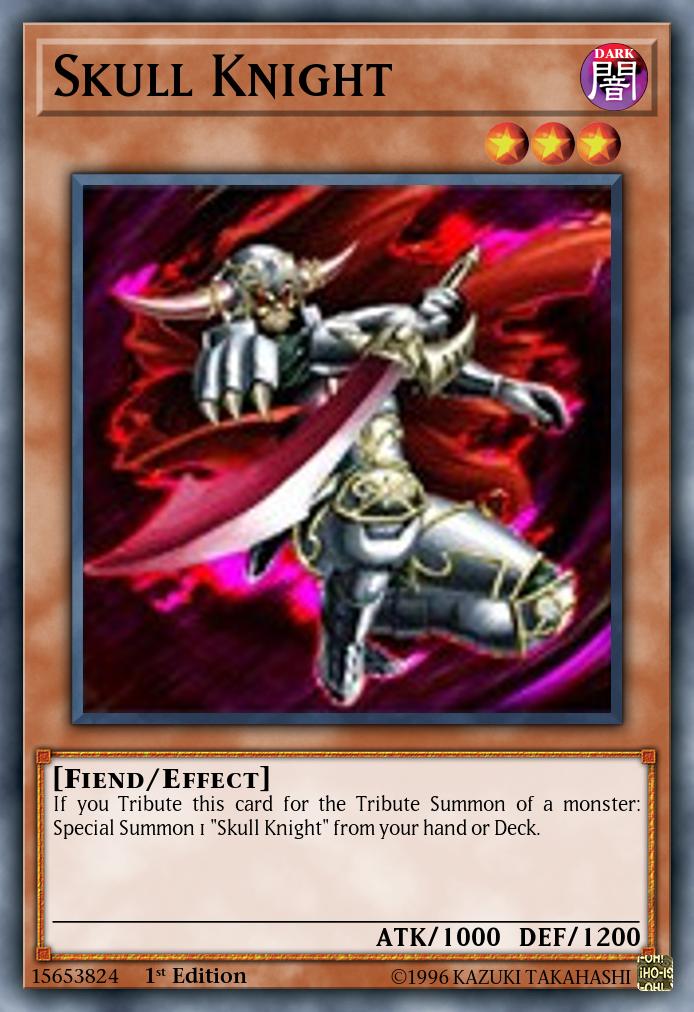 Skull Knight
DARK
闇
[Fiend/Effect]
If you Tribute this card for the Tribute Summon of a monster:
Special Summon 1 "Skull Knight" from your hand or Deck.
ATK/1000 DEF/1200
15653824 1st Edition ©1996 KAZUKI TAKAHASHI